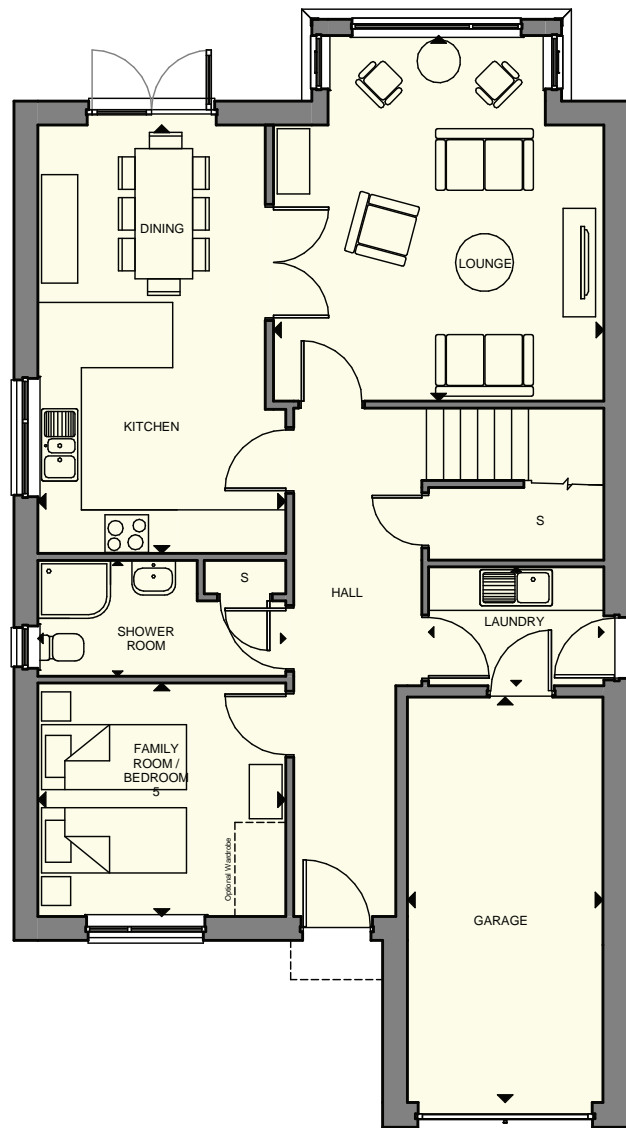 DINING
LOUNGE
KITCHEN
S
S
HALL
LAUNDRY
SHOWER
ROOM
FAMILY
ROOM /
BEDROOM
5
Optional Wardrobe
GARAGE